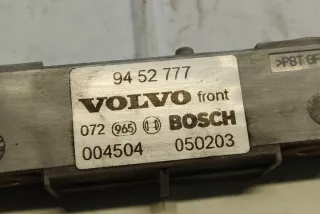 94 52 777
VOLVO front
072 965 BOSCH
004504 050203
>PBT GF